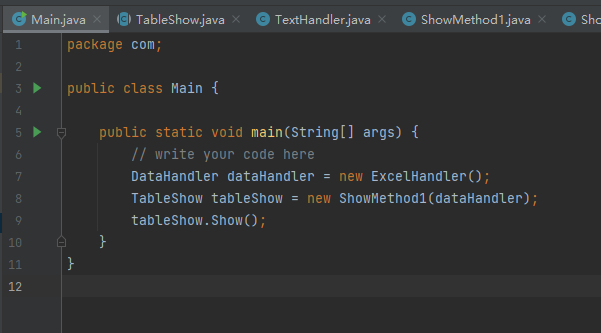 Main.java TableShow.java TextHandler.java ShowMethod1.java Sho
1 package com;
2
3 public class Main {
4
5 public static void main(String[] args) {
6 // write your code here
7 DataHandler dataHandler = new ExcelHandler();
8 TableShow tableShow = new ShowMethod1(dataHandler);
9 tableShow.Show();
10 }
11 }
12